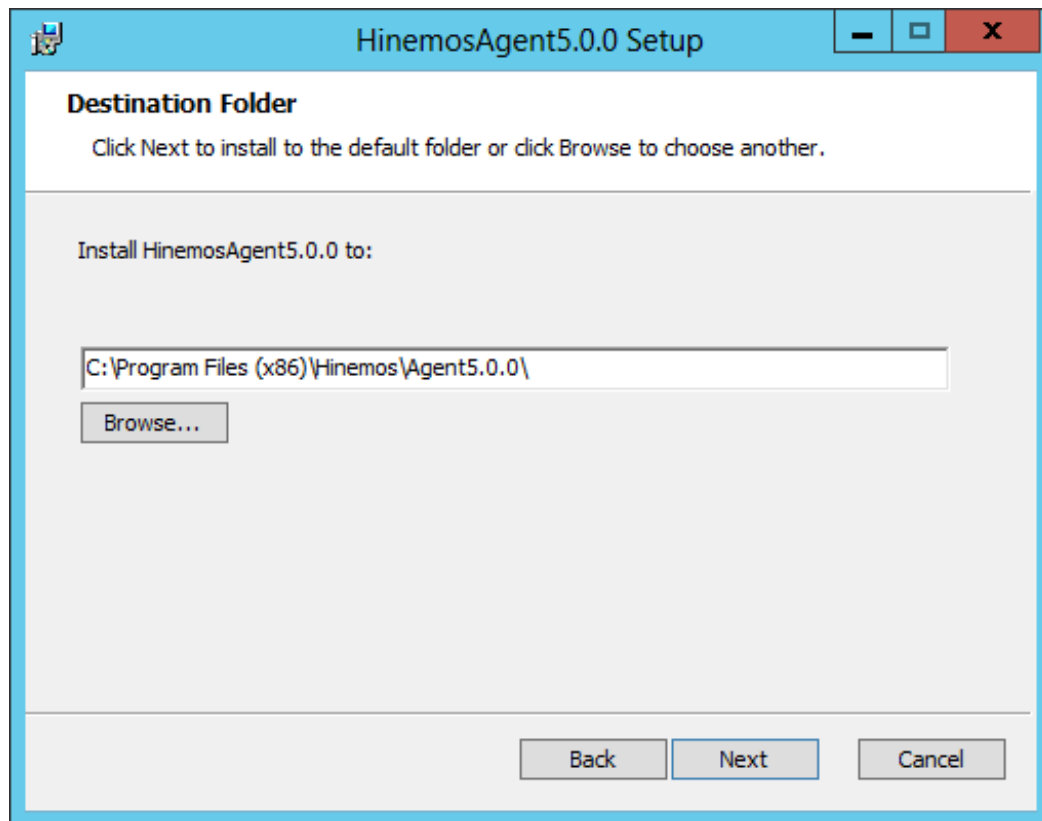 HinemosAgent5.0.0 Setup
Destination Folder
Click Next to install to the default folder or click Browse to choose another.
Install HinemosAgent5.0.0 to:
C:\Program Files (x86)\Hinemos\Agent5.0.0\
Browse...
Back Next Cancel